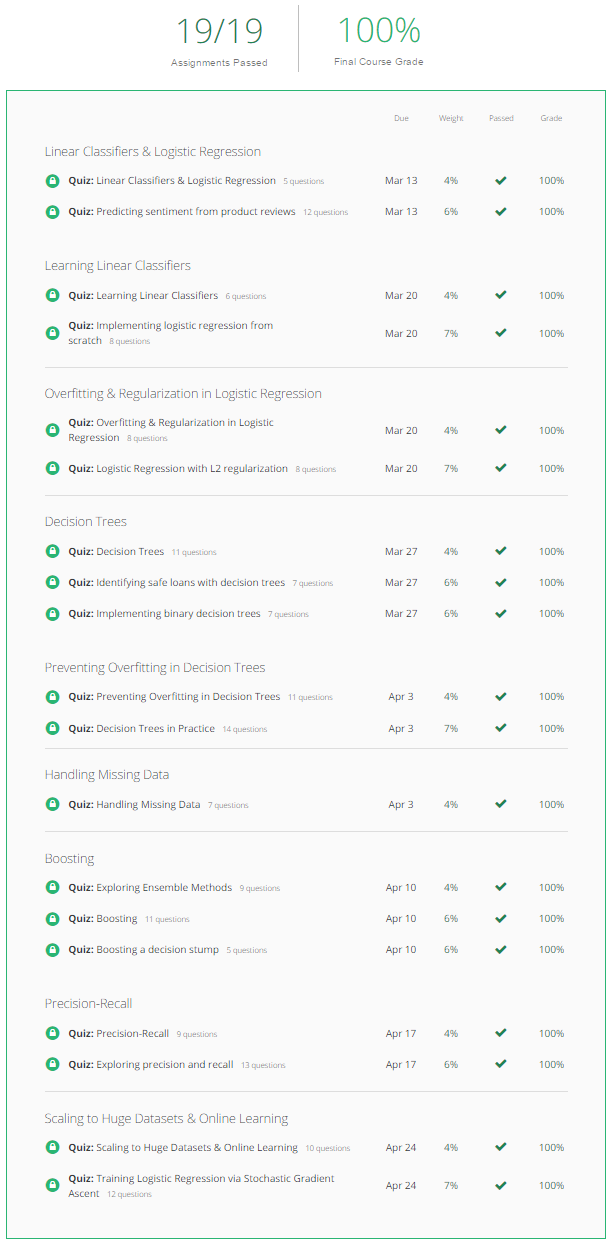 19/19
Assignments Passed
100%
Final Course Grade
Due Weight Passed Grade
Linear Classifiers & Logistic Regression
Quiz: Linear Classifiers & Logistic Regression 5 questions Mar 13 4% 100%
Quiz: Predicting sentiment from product reviews 12 questions Mar 13 6% 100%
Learning Linear Classifiers
Quiz: Learning Linear Classifiers 6 questions Mar 20 4% 100%
Quiz: Implementing logistic regression from
scratch 8 questions Mar 20 7% 100%
Overfitting & Regularization in Logistic Regression
Quiz: Overfitting & Regularization in Logistic
Regression 8 questions Mar 20 4% 100%
Quiz: Logistic Regression with L2 regularization 8 questions Mar 20 7% 100%
Decision Trees
Quiz: Decision Trees 11 questions Mar 27 4% 100%
Quiz: Identifying safe loans with decision trees 7 questions Mar 27 6% 100%
Quiz: Implementing binary decision trees 7 questions Mar 27 6% 100%
Preventing Overfitting in Decision Trees
Quiz: Preventing Overfitting in Decision Trees 11 questions Apr 3 4% 100%
Quiz: Decision Trees in Practice 14 questions Apr 3 7% 100%
Handling Missing Data
Quiz: Handling Missing Data 7 questions Apr 3 4% 100%
Boosting
Quiz: Exploring Ensemble Methods 9 questions Apr 10 4% 100%
Quiz: Boosting 11 questions Apr 10 6% 100%
Quiz: Boosting a decision stump 5 questions Apr 10 6% 100%
Precision-Recall
Quiz: Precision-Recall 9 questions Apr 17 4% 100%
Quiz: Exploring precision and recall 13 questions Apr 17 6% 100%
Scaling to Huge Datasets & Online Learning
Quiz: Scaling to Huge Datasets & Online Learning 10 questions Apr 24 4% 100%
Quiz: Training Logistic Regression via Stochastic Gradient
Ascent 12 questions Apr 24 7% 100%